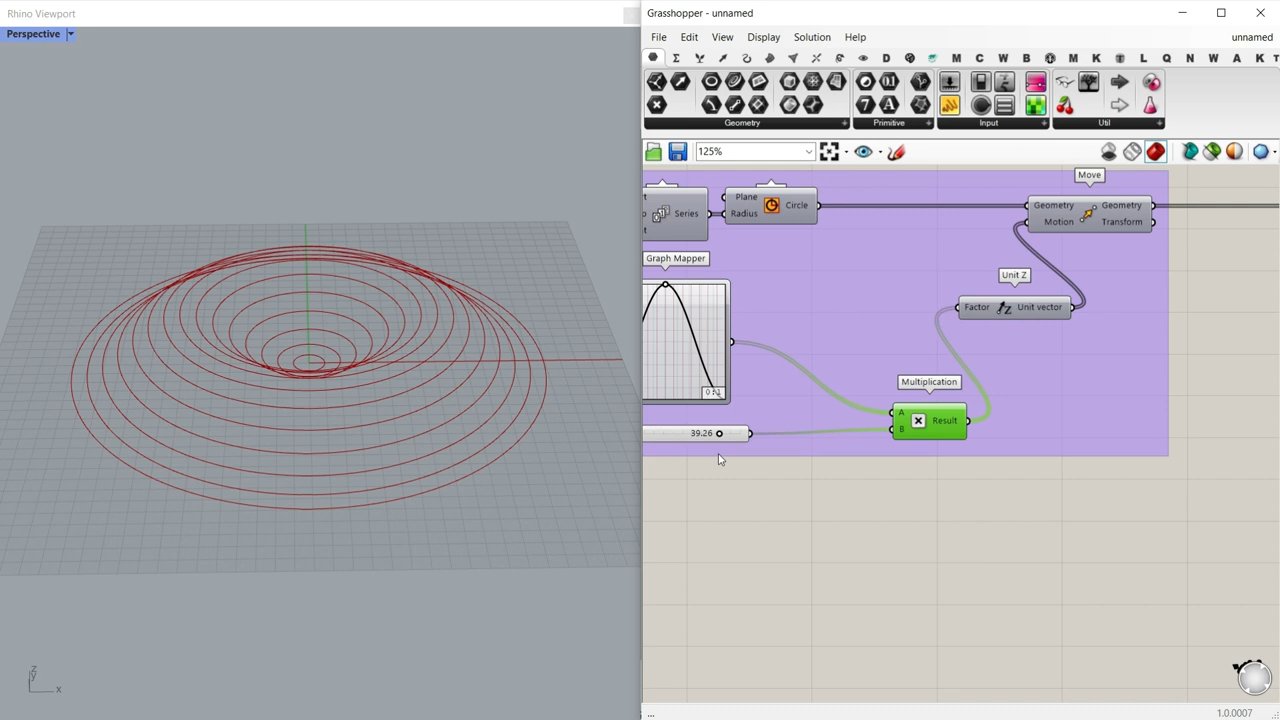 Rhino Viewport
Perspective
z
y
x
Grasshopper - unnamed
File Edit View Display Solution Help
unnamed
M C W D B M K L Q N W A K T
Geometry Primitive Input Util
125%
Move
Plane
Radius
Circle
Series
t
Geometry Geometry
Motion Transform
Graph Mapper
Unit Z
Factor Unit vector
0:1
Multiplication
A
B
Result
39.26
...
1.0.0007